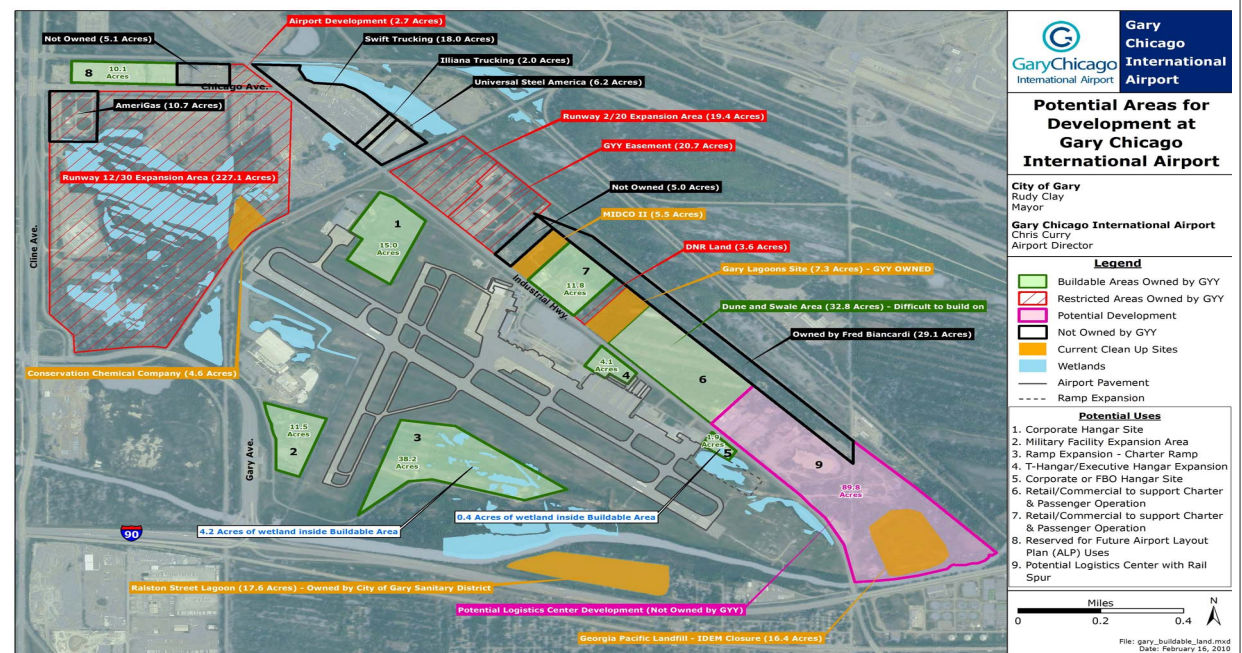 Airport Development (2.7 Acres)
Not Owned (5.1 Acres)
Swift Trucking (18.0 Acres)
Illiana Trucking (2.0 Acres)
Universal Steel America (6.2 Acres)
8
10.1
Acres
Chicago Ave.
AmeriGas (10.7 Acres)
Runway 2/20 Expansion Area (19.4 Acres)
GYY Easement (20.7 Acres)
Runway 12/30 Expansion Area (227.1 Acres)
Not Owned (5.0 Acres)
MIDCO II (5.5 Acres)
1
15.0
Acres
DNR Land (3.6 Acres)
Cline Ave.
Gary Lagoons Site (7.3 Acres) - GYY OWNED
7
11.8
Acres
Industrial Hwy.
Dune and Swale Area (32.8 Acres) - Difficult to build on
Owned by Fred Biancardi (29.1 Acres)
4.1
Acres
4
6
Conservation Chemical Company (4.6 Acres)
11.5
Acres
2
Gary Ave.
3
38.2
Acres
1.9
Acres
5
9
89.8
Acres
0.4 Acres of wetland inside Buildable Area
4.2 Acres of wetland inside Buildable Area
90
Ralston Street Lagoon (17.6 Acres) - Owned by City of Gary Sanitary District
Potential Logistics Center Development (Not Owned by GYY)
Georgia Pacific Landfill - IDEM Closure (16.4 Acres)
GaryChicago
International Airport
Gary
Chicago
International
Airport
Potential Areas for
Development at
Gary Chicago
International Airport
City of Gary
Rudy Clay
Mayor
Gary Chicago International Airport
Chris Curry
Airport Director
Legend
Buildable Areas Owned by GYY
Restricted Areas Owned by GYY
Potential Development
Not Owned by GYY
Current Clean Up Sites
Wetlands
Airport Pavement
Ramp Expansion
Potential Uses
1. Corporate Hangar Site
2. Military Facility Expansion Area
3. Ramp Expansion - Charter Ramp
4. T-Hangar/Executive Hangar Expansion
5. Corporate or FBO Hangar Site
6. Retail/Commercial to support Charter
& Passenger Operation
7. Retail/Commercial to support Charter
& Passenger Operation
8. Reserved for Future Airport Layout
Plan (ALP) Uses
9. Potential Logistics Center with Rail
Spur
Miles
0 0.2 0.4
N
File: gary_buildable_land.mxd
Date: February 16, 2010